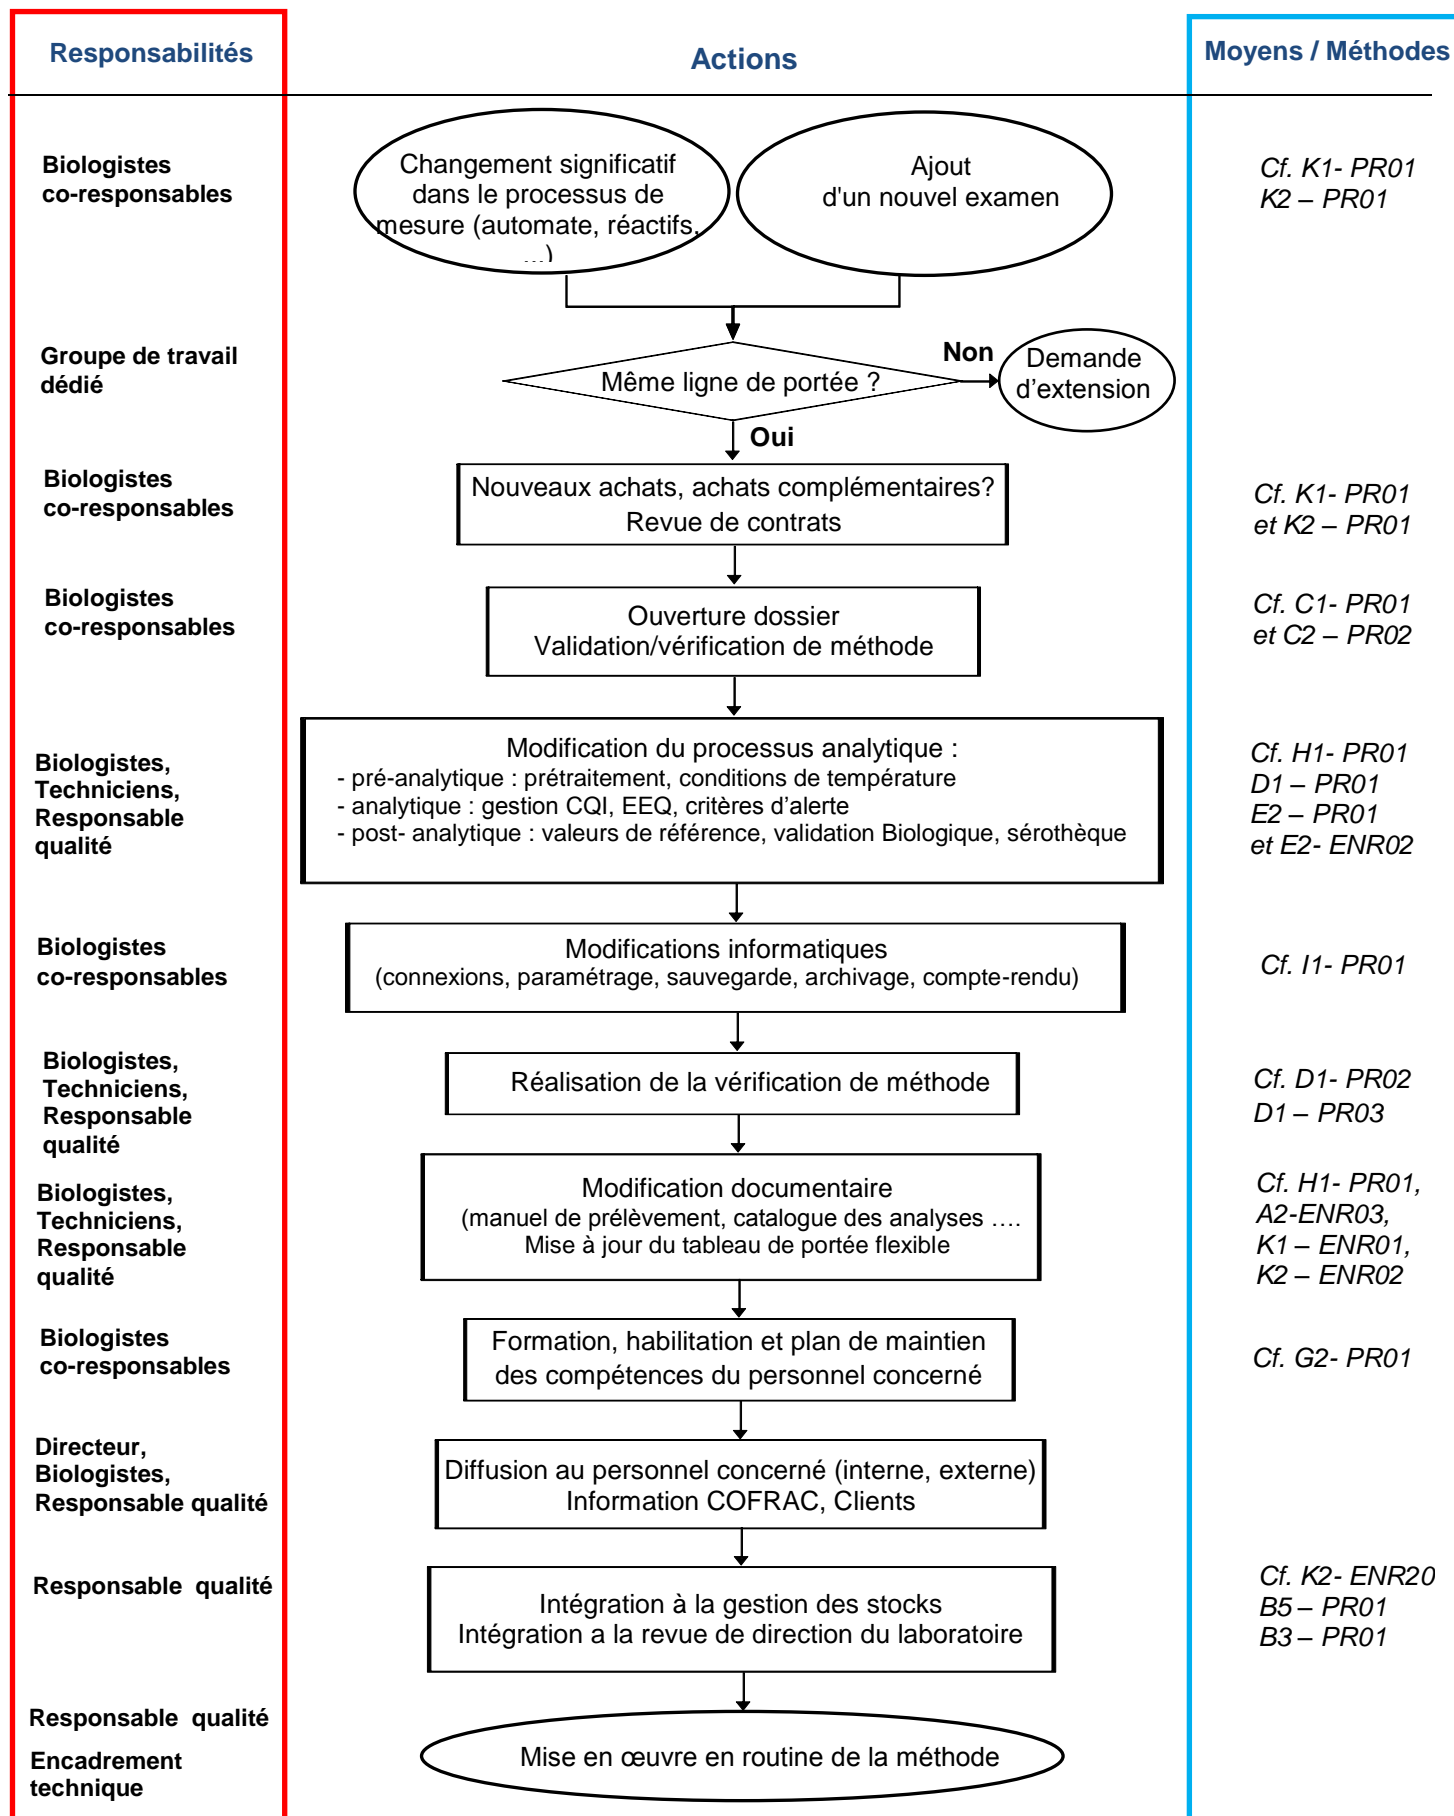 Responsabilités
Actions
Moyens / Méthodes
Biologistes
co-responsables
Changement significatif
dans le processus de
mesure (automate, réactifs,
...)
Ajout
d'un nouvel examen
Cf. K1- PR01
K2 – PR01
Groupe de travail
dédié
Même ligne de portée ?
Non
Demande
d'extension
Oui
Biologistes
co-responsables
Nouveaux achats, achats complémentaires?
Revue de contrats
Cf. K1- PR01
et K2 – PR01
Biologistes
co-responsables
Ouverture dossier
Validation/vérification de méthode
Cf. C1- PR01
et C2 – PR02
Biologistes,
Techniciens,
Responsable
qualité
Modification du processus analytique :
- pré-analytique : prétraitement, conditions de température
- analytique : gestion CQI, EEQ, critères d'alerte
- post- analytique : valeurs de référence, validation Biologique, sérothèque
Cf. H1- PR01
D1 – PR01
E2 – PR01
et E2- ENR02
Biologistes
co-responsables
Modifications informatiques
(connexions, paramétrage, sauvegarde, archivage, compte-rendu)
Cf. I1- PR01
Biologistes,
Techniciens,
Responsable
qualité
Réalisation de la vérification de méthode
Cf. D1- PR02
D1 – PR03
Biologistes,
Techniciens,
Responsable
qualité
Modification documentaire
(manuel de prélèvement, catalogue des analyses ….
Mise à jour du tableau de portée flexible
Cf. H1- PR01,
A2-ENR03,
K1 – ENR01,
K2 – ENR02
Biologistes
co-responsables
Formation, habilitation et plan de maintien
des compétences du personnel concerné
Cf. G2- PR01
Directeur,
Biologistes,
Responsable qualité
Diffusion au personnel concerné (interne, externe)
Information COFRAC, Clients
Responsable qualité
Intégration à la gestion des stocks
Intégration a la revue de direction du laboratoire
Cf. K2- ENR20
B5 – PR01
B3 – PR01
Responsable qualité
Encadrement
technique
Mise en œuvre en routine de la méthode